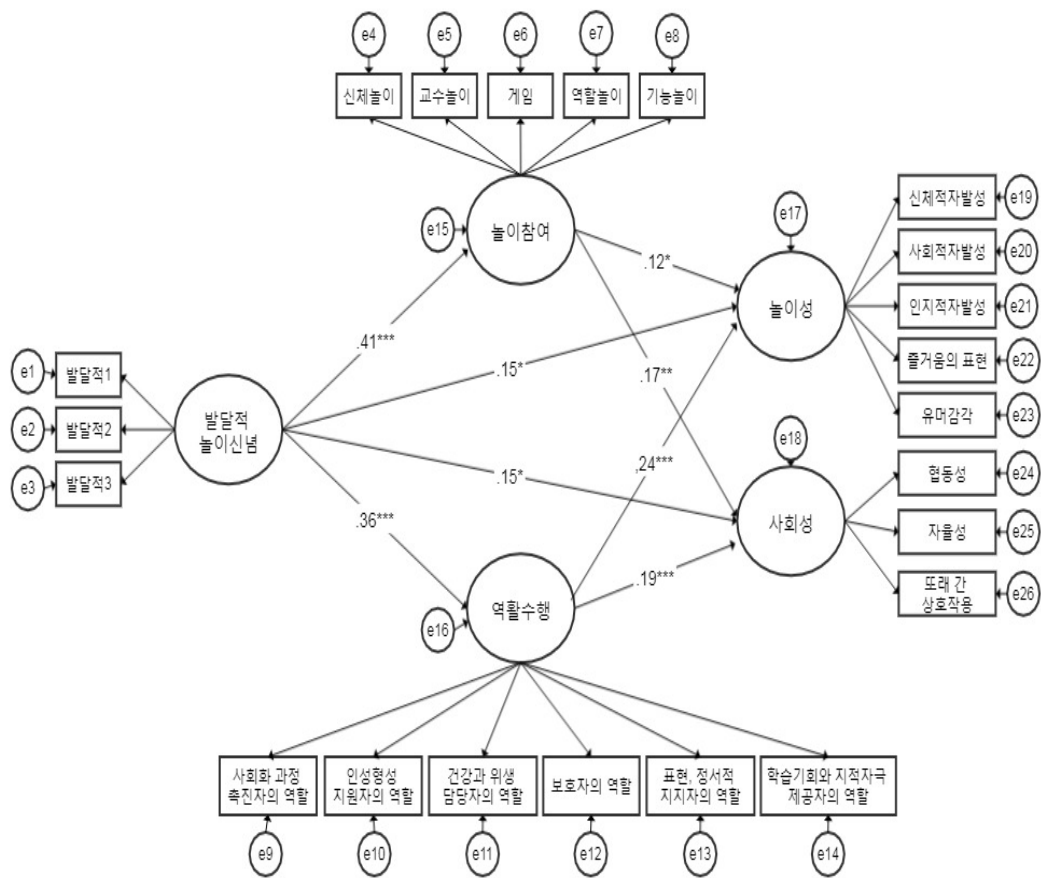 e4
e5
e6
e7
e8
신체놀이
교수놀이
게임
역할놀이
기능놀이
e15
놀이참여
e17
놀이성
신체적자발성
e19
사회적자발성
e20
인지적자발성
e21
즐거움의 표현
e22
유머감각
e23
.12*
.41***
.15*
.17**
e1
발달적1
e2
발달적2
e3
발달적3
발달적
놀이신념
,24***
.15*
.36***
.19***
e18
사회성
협동성
e24
자율성
e25
또래 간
상호작용
e26
e16
역활수행
사회화 과정
촉진자의 역할
인성형성
지원자의 역할
건강과 위생
담당자의 역할
보호자의 역할
표현, 정서적
지지자의 역할
학습기회와 지적자극
제공자의 역할
e9
e10
e11
e12
e13
e14